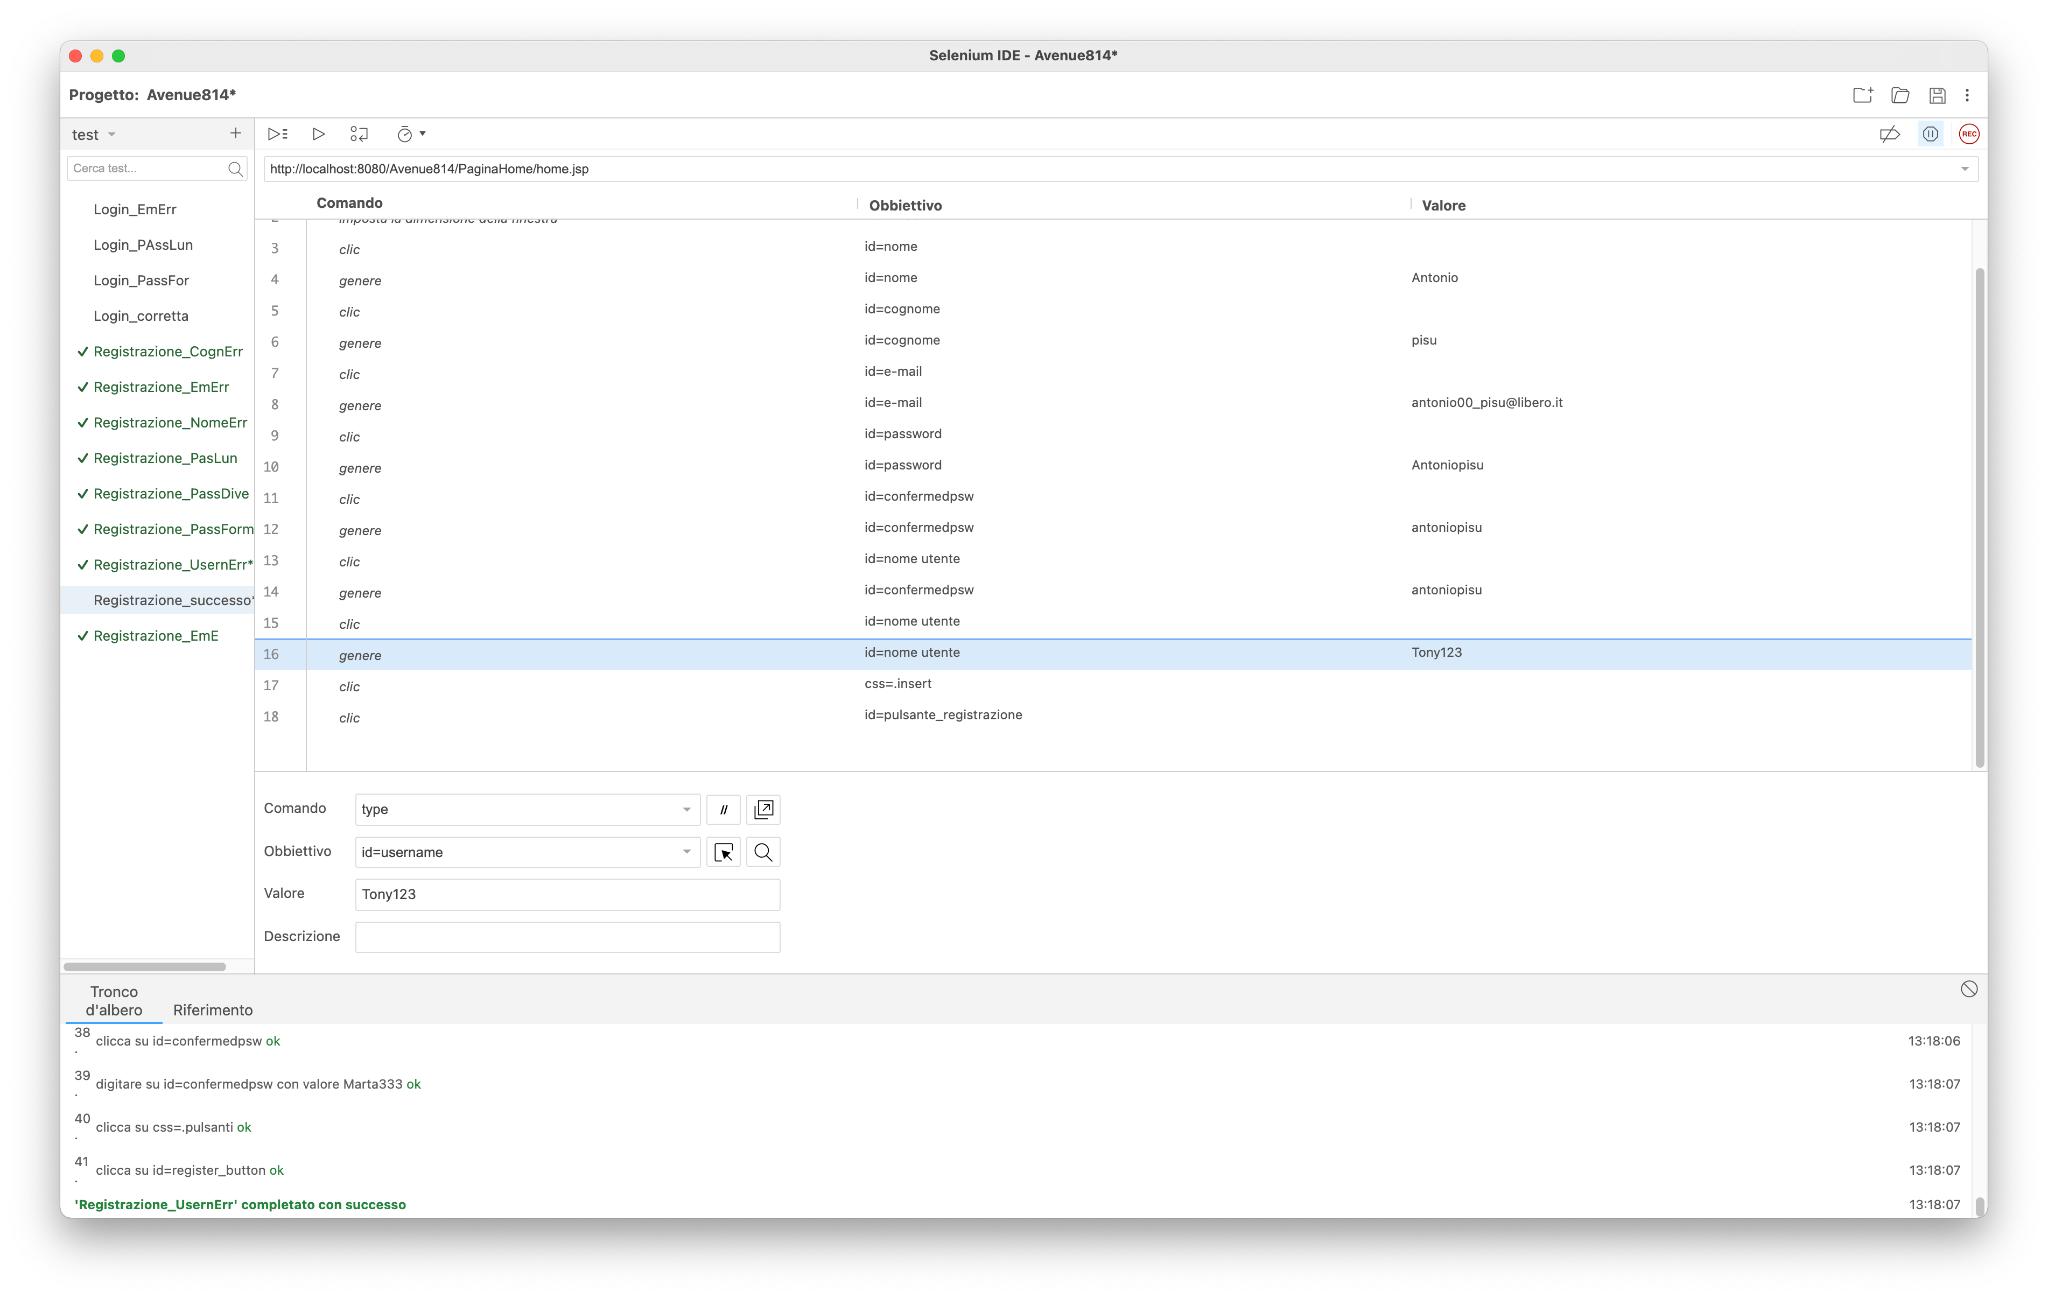 Selenium IDE - Avenue814*
Progetto: Avenue814*
test
Cerca test...
Login_EmErr
Login_PAssLun
Login_PassFor
Login_corretta
Registrazione_CognErr
Registrazione_EmErr
Registrazione_NomeErr
Registrazione_PasLun
Registrazione_PassDive
Registrazione_PassForm
Registrazione_UsernErr*
Registrazione_successo*
Registrazione_EmE
REC
http://localhost:8080/Avenue814/PaginaHome/home.jsp
Comando Obbiettivo Valore
2 imposta la dimensione della finestra
3 clic id=nome
4 genere id=nome Antonio
5 clic id=cognome
6 genere id=cognome pisu
7 clic id=e-mail
8 genere id=e-mail antonio00_pisu@libero.it
9 clic id=password
10 genere id=password Antoniopisu
11 clic id=confermedpsw
12 genere id=confermedpsw antoniopisu
13 clic id=nome utente
14 genere id=confermedpsw antoniopisu
15 clic id=nome utente
16 genere id=nome utente Tony123
17 clic css=.insert
18 clic id=pulsante_registrazione
Comando type //
Obbiettivo id=username
Valore Tony123
Descrizione
Tronco d'albero Riferimento
38. clicca su id=confermedpsw ok 13:18:06
39. digitare su id=confermedpsw con valore Marta333 ok 13:18:07
40. clicca su css=.pulsanti ok 13:18:07
41. clicca su id=register_button ok 13:18:07
'Registrazione_UsernErr' completato con successo 13:18:07